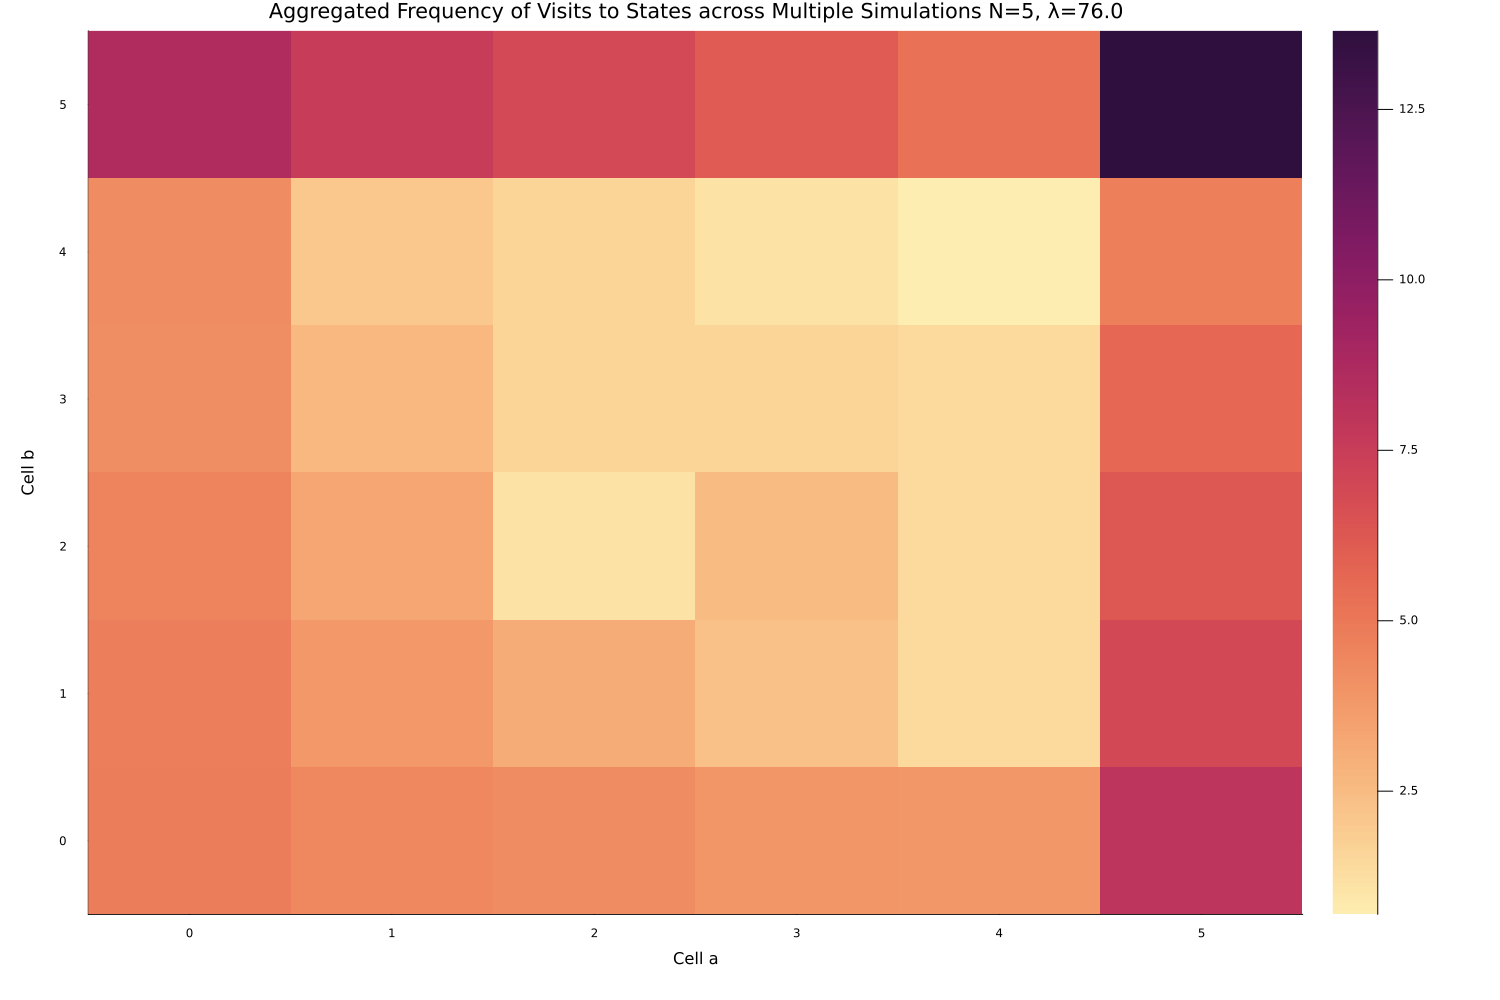 Aggregated Frequency of Visits to States across Multiple Simulations N=5, λ=76.0
5
4
3
2
1
0
Cell b
0 1 2 3 4 5
Cell a
12.5
10.0
7.5
5.0
2.5